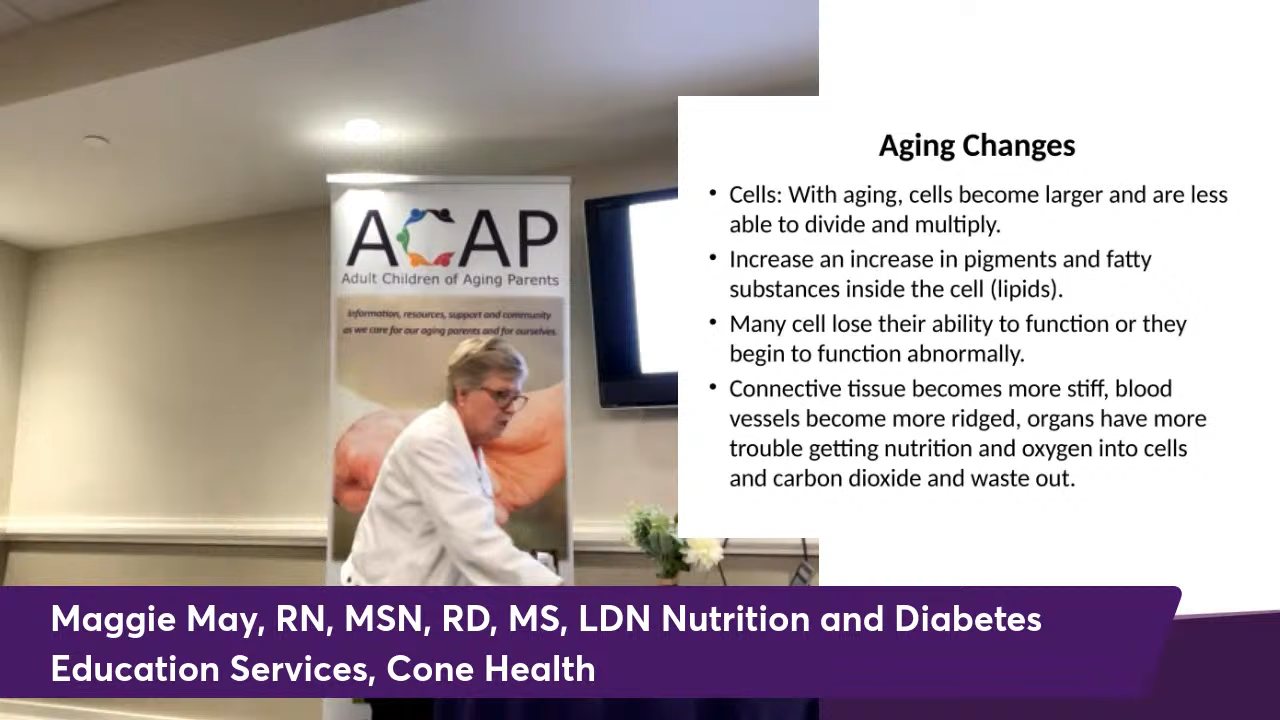 ACAP
Adult Children of Aging Parents
Information, resources, support and community
as we care for our aging parents and for ourselves.
Aging Changes
• Cells: With aging, cells become larger and are less
able to divide and multiply.
• Increase an increase in pigments and fatty
substances inside the cell (lipids).
• Many cell lose their ability to function or they
begin to function abnormally.
• Connective tissue becomes more stiff, blood
vessels become more ridged, organs have more
trouble getting nutrition and oxygen into cells
and carbon dioxide and waste out.
Maggie May, RN, MSN, RD, MS, LDN Nutrition and Diabetes
Education Services, Cone Health